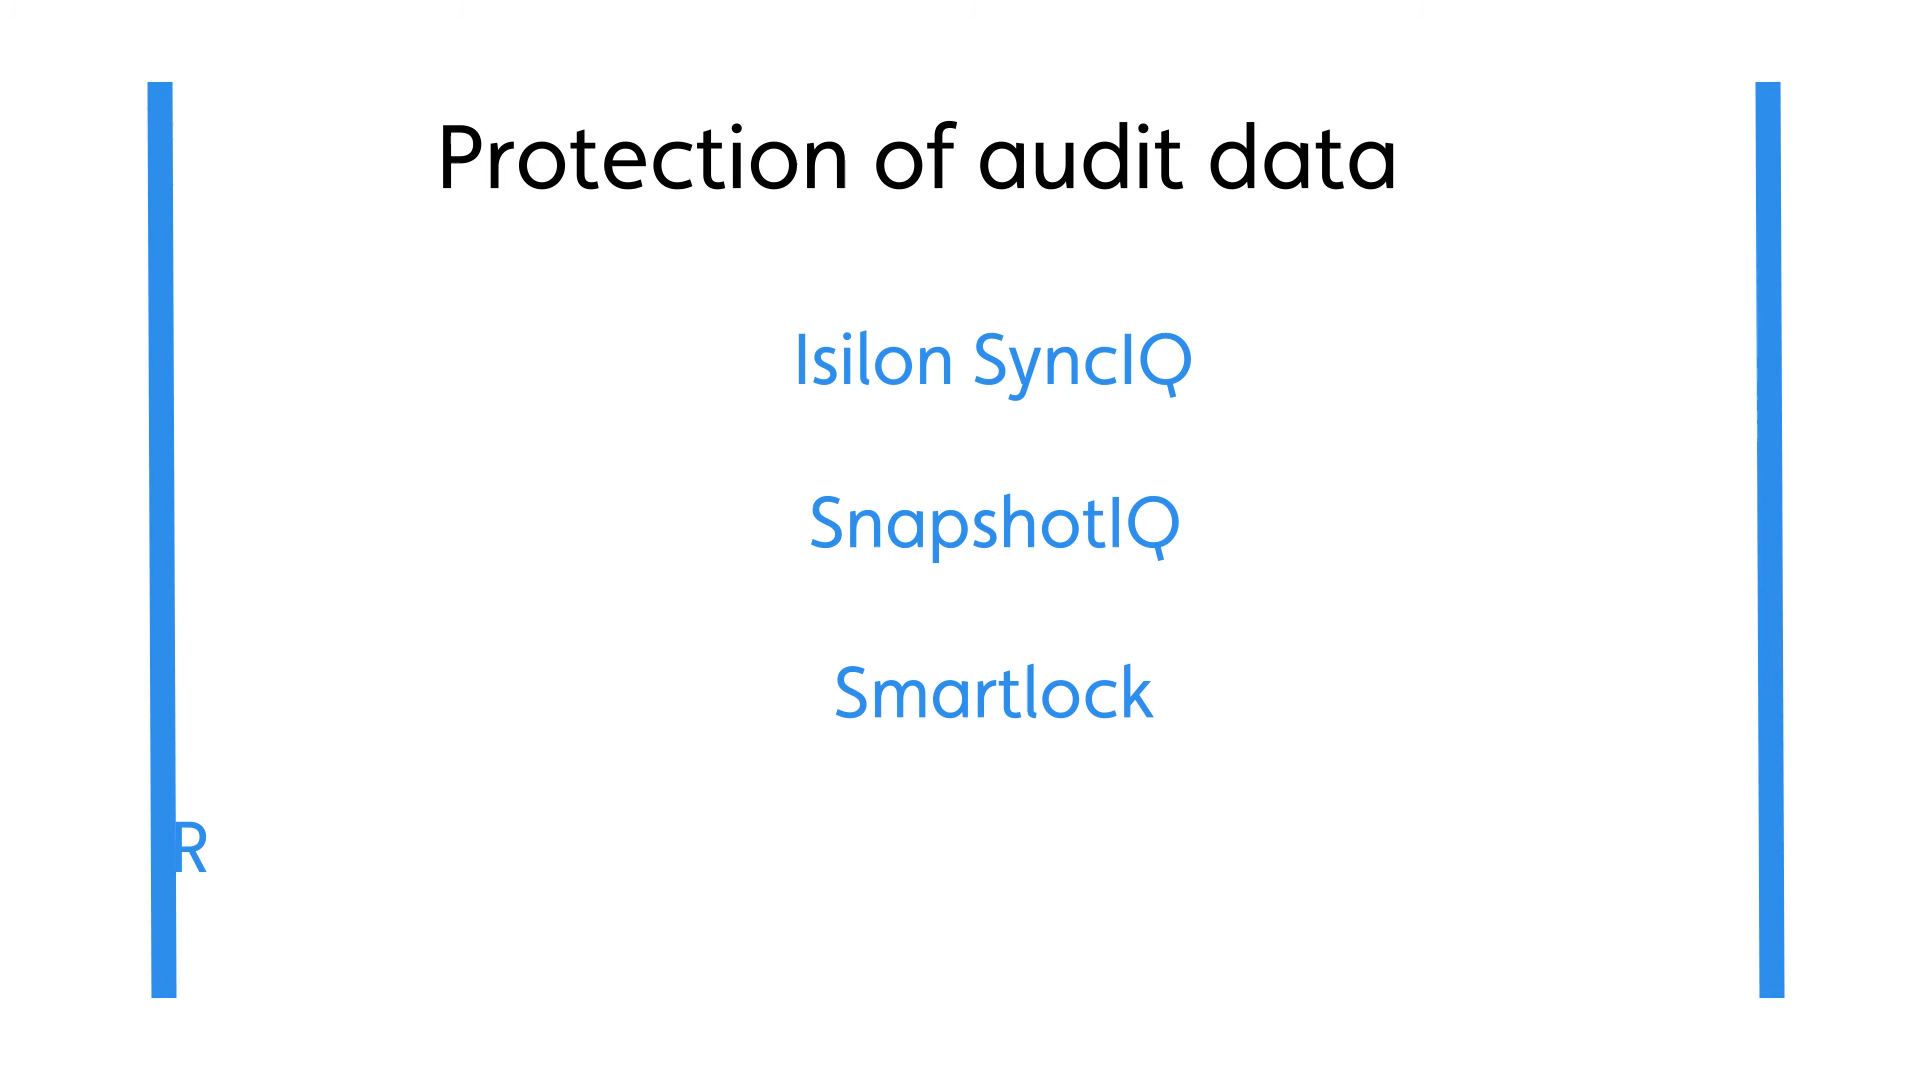 Protection of audit data
Isilon SyncIQ
SnapshotIQ
Smartlock
R